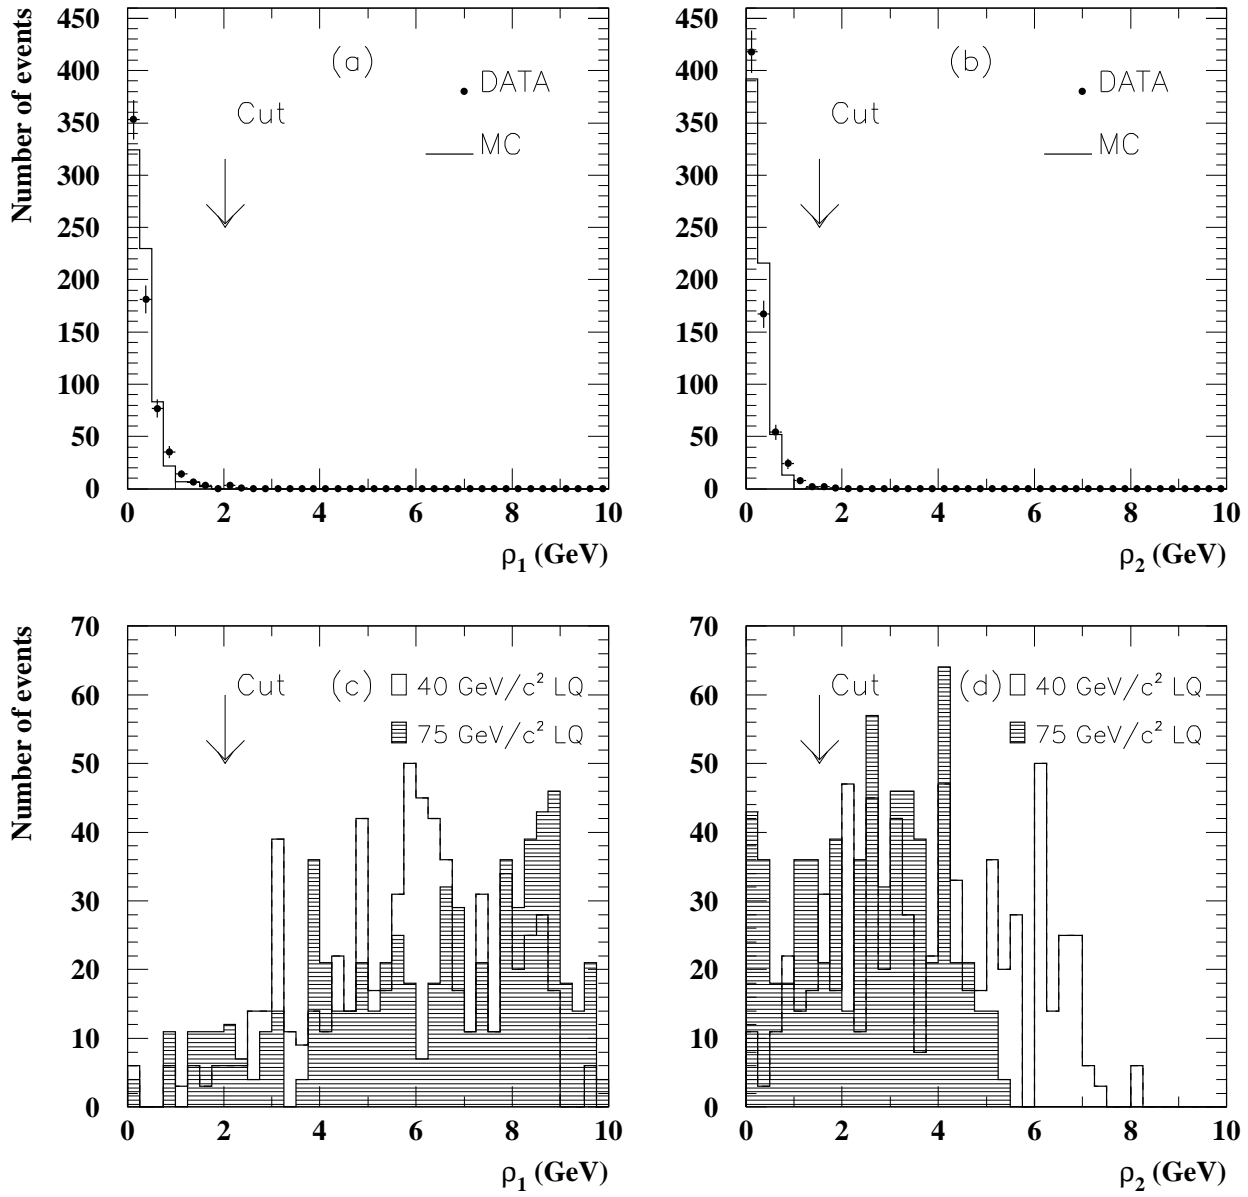 Number of events
450
400
350
300
250
200
150
100
50
0
(a)
DATA
MC
Cut
0 2 4 6 8 10
ρ1 (GeV)
450
400
350
300
250
200
150
100
50
0
(b)
DATA
MC
Cut
0 2 4 6 8 10
ρ2 (GeV)
Number of events
70
60
50
40
30
20
10
0
Cut
(c)
40 GeV/c² LQ
75 GeV/c² LQ
0 2 4 6 8 10
ρ1 (GeV)
70
60
50
40
30
20
10
0
Cut
(d)
40 GeV/c² LQ
75 GeV/c² LQ
0 2 4 6 8 10
ρ2 (GeV)